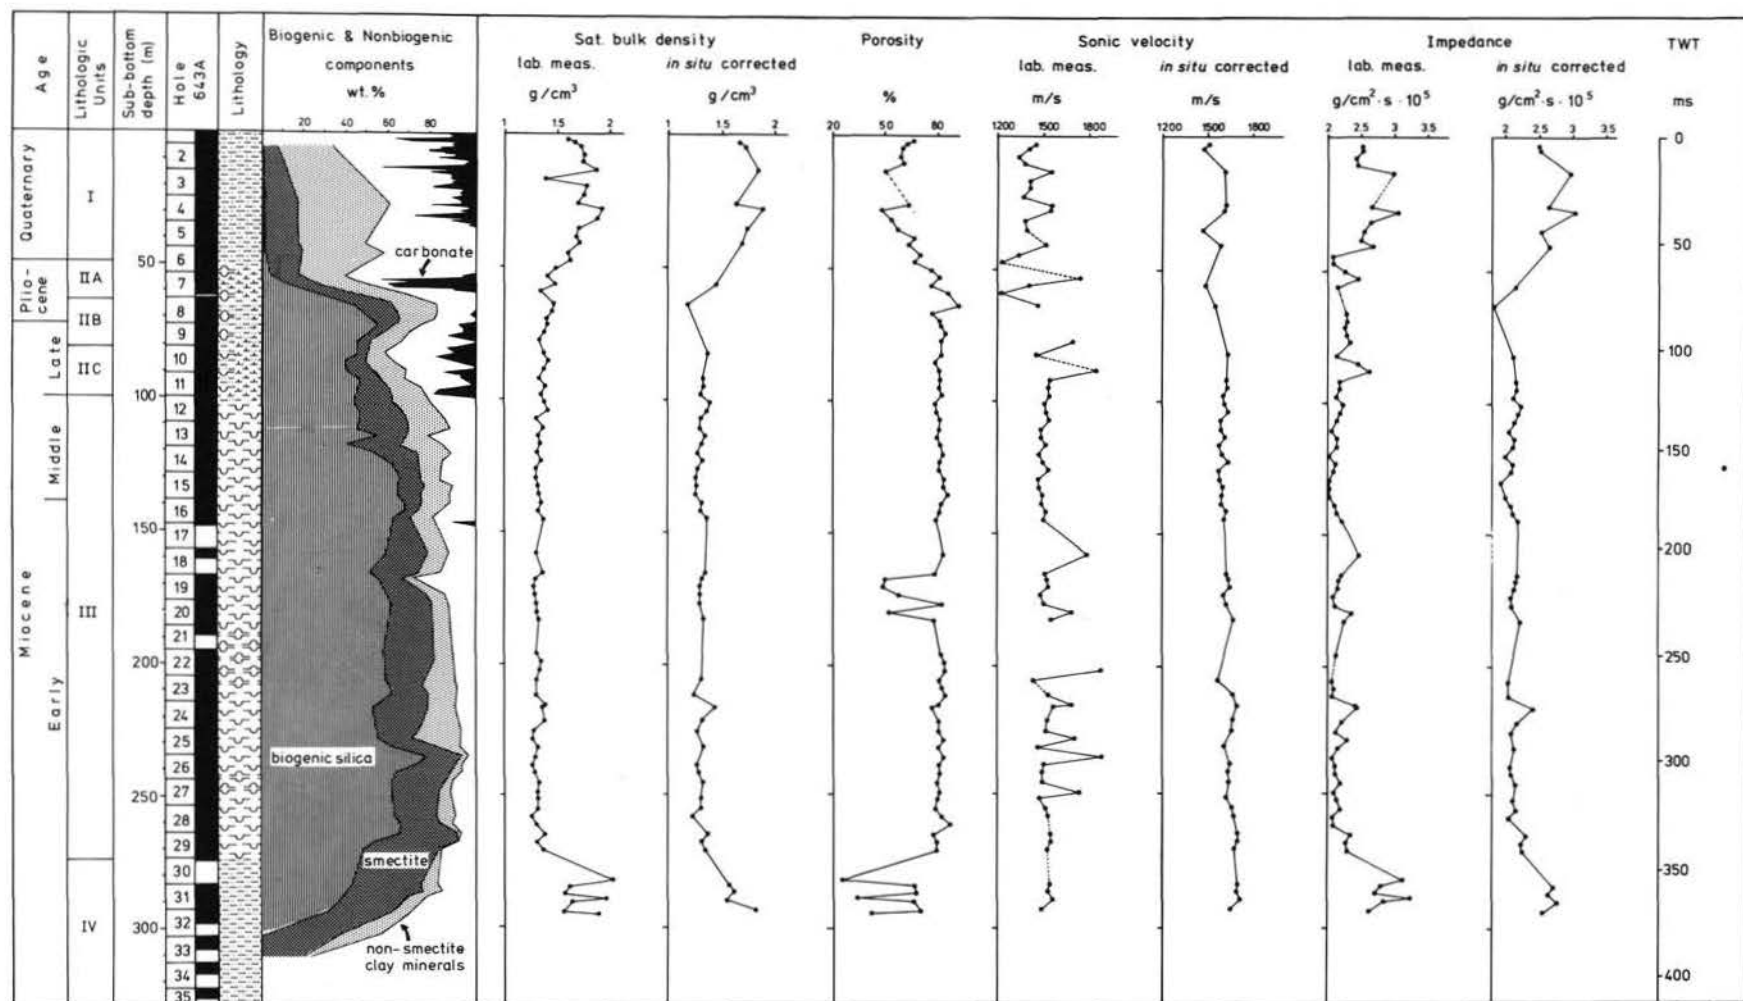 Age
Lithologic Units
Sub-bottom depth (m)
Hole 643A
Lithology
Biogenic & Nonbiogenic
components
wt. %
20 40 60 80
Sat. bulk density
lab. meas.
g/cm³
1 1.5 2
in situ corrected
g/cm³
1 1.5 2
Porosity
%
20 50 80
Sonic velocity
lab. meas.
m/s
1200 1500 1800
in situ corrected
m/s
1200 1500 1800
Impedance
lab. meas.
g/cm²·s·10⁵
2 2.5 3 3.5
in situ corrected
g/cm²·s·10⁵
2 2.5 3 3.5
TWT
ms
Quaternary
Plio-
cene
Miocene
Late
Middle
Early
I
IIA
IIB
IIC
III
IV
50
100
150
200
250
300
2
3
4
5
6
7
8
9
10
11
12
13
14
15
16
17
18
19
20
21
22
23
24
25
26
27
28
29
30
31
32
33
34
35
carbonate
biogenic silica
smectite
non-smectite
clay minerals
0
50
100
150
200
250
300
350
400